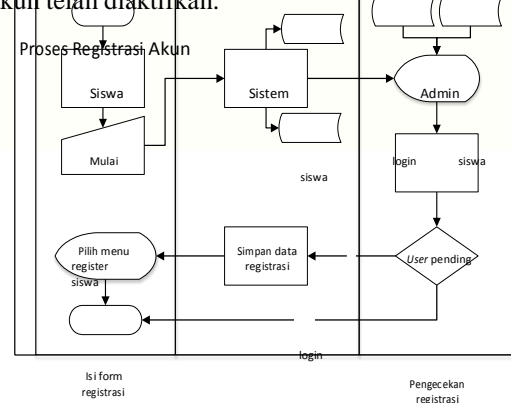 kun telah diaktifkan.
Proses Registrasi Akun
Siswa
Sistem
Admin
Mulai
login siswa
siswa
Pilih menu
register
siswa
Simpan data
registrasi
User pending
login
Isi form
registrasi
Pengecekan
registrasi